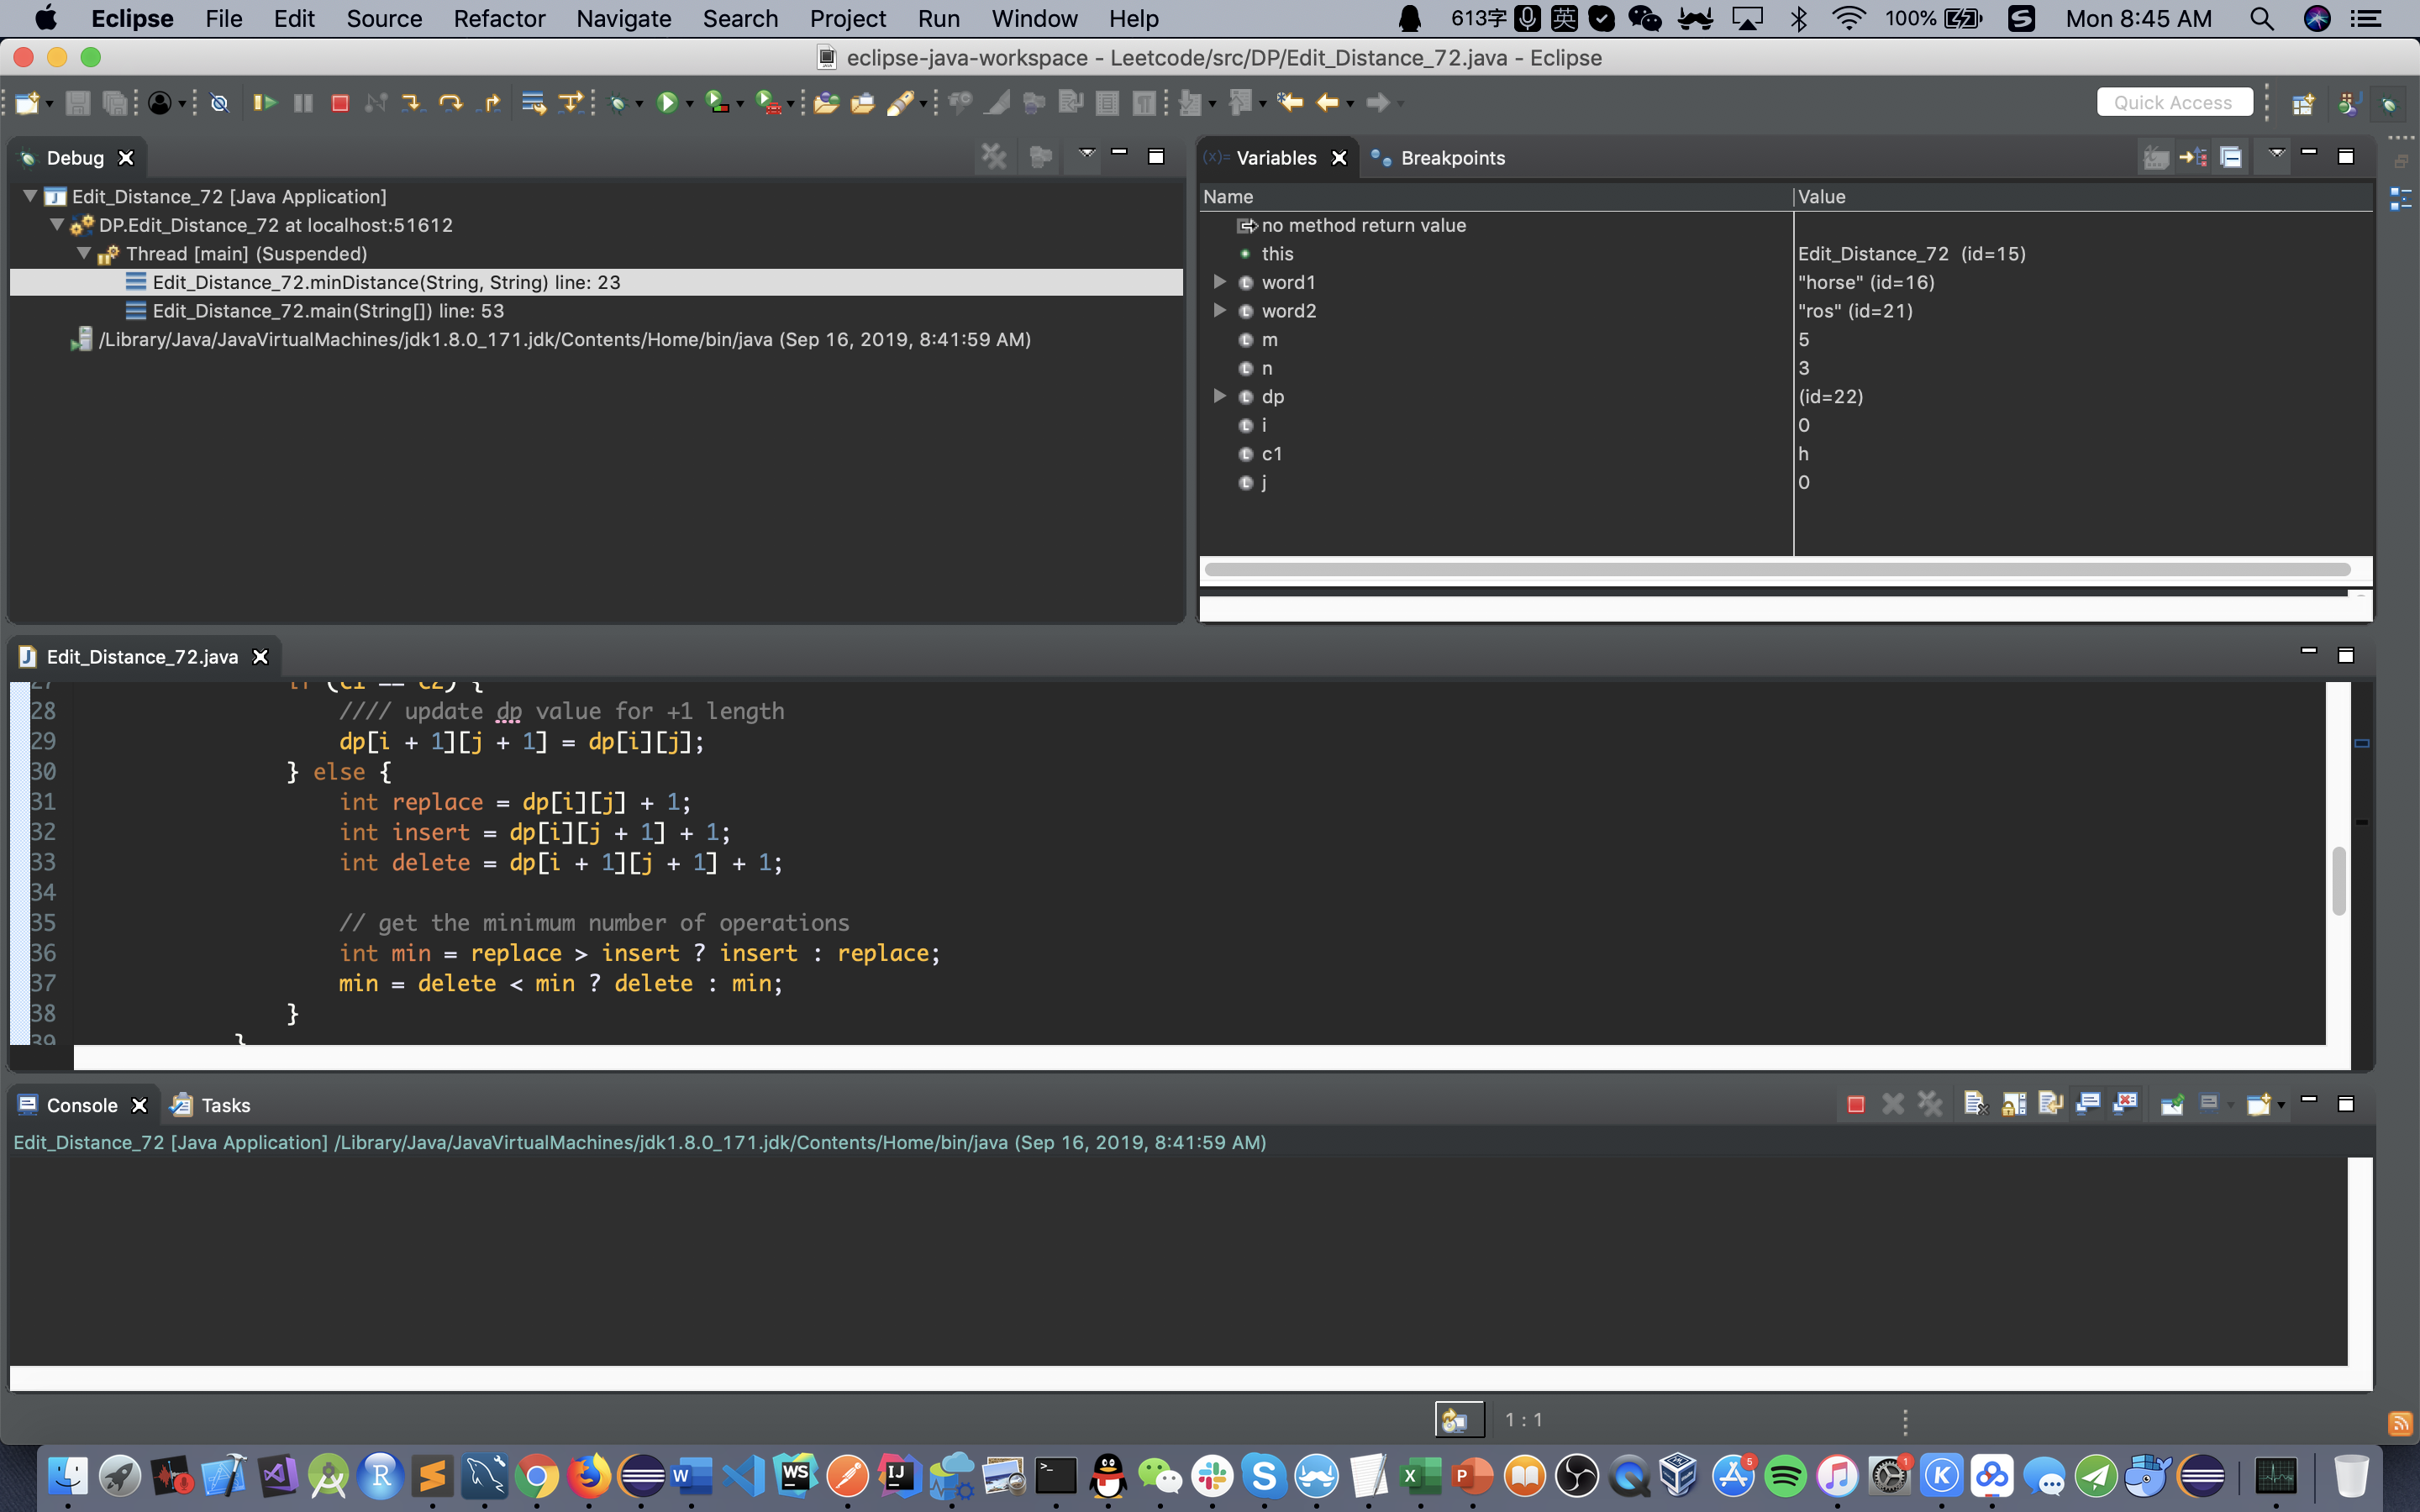 Eclipse File Edit Source Refactor Navigate Search Project Run Window Help 613字 英 100% Mon 8:45 AM
eclipse-java-workspace - Leetcode/src/DP/Edit_Distance_72.java - Eclipse
Quick Access
Debug
Edit_Distance_72 [Java Application]
DP.Edit_Distance_72 at localhost:51612
Thread [main] (Suspended)
Edit_Distance_72.minDistance(String, String) line: 23
Edit_Distance_72.main(String[]) line: 53
/Library/Java/JavaVirtualMachines/jdk1.8.0_171.jdk/Contents/Home/bin/java (Sep 16, 2019, 8:41:59 AM)
(x)= Variables Breakpoints
Name Value
no method return value
this Edit_Distance_72 (id=15)
word1 "horse" (id=16)
word2 "ros" (id=21)
m 5
n 3
dp (id=22)
i 0
c1 h
j 0
Edit_Distance_72.java
27 if (c1 == c2) {
28 //// update dp value for +1 length
29 dp[i + 1][j + 1] = dp[i][j];
30 } else {
31 int replace = dp[i][j] + 1;
32 int insert = dp[i][j + 1] + 1;
33 int delete = dp[i + 1][j + 1] + 1;
34
35 // get the minimum number of operations
36 int min = replace > insert ? insert : replace;
37 min = delete < min ? delete : min;
38 }
39 }
Console Tasks
Edit_Distance_72 [Java Application] /Library/Java/JavaVirtualMachines/jdk1.8.0_171.jdk/Contents/Home/bin/java (Sep 16, 2019, 8:41:59 AM)
1 : 1
R W WS IJ S X P 5 1 K